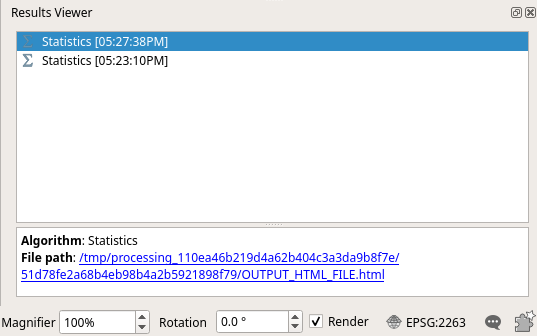 Results Viewer
Statistics [05:27:38PM]
Statistics [05:23:10PM]
Algorithm: Statistics
File path: /tmp/processing_110ea46b219d4a62b404c3a3da9b8f7e/
51d78fe2a68b4eb98b4a2b5921898f79/OUTPUT_HTML_FILE.html
Magnifier 100% Rotation 0.0 ° Render EPSG:2263